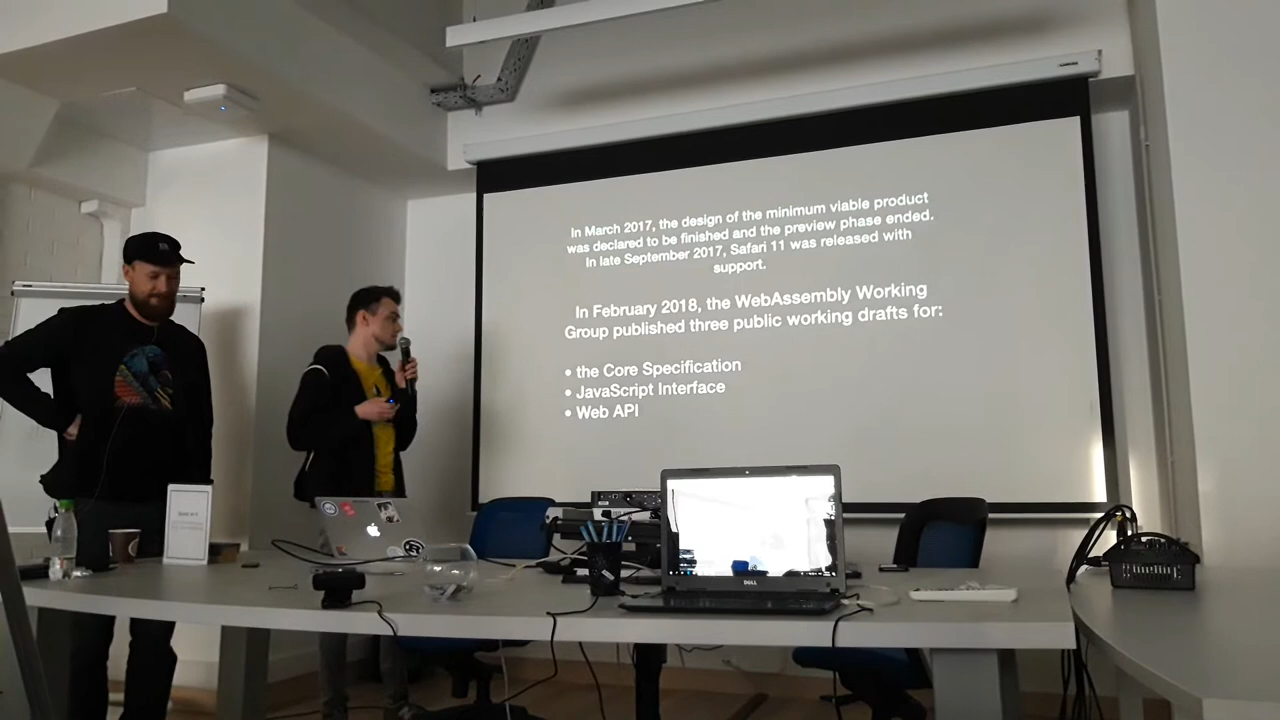 In March 2017, the design of the minimum viable product
was declared to be finished and the preview phase ended.
In late September 2017, Safari 11 was released with
support.
In February 2018, the WebAssembly Working
Group published three public working drafts for:
• the Core Specification
• JavaScript Interface
• Web API
DELL